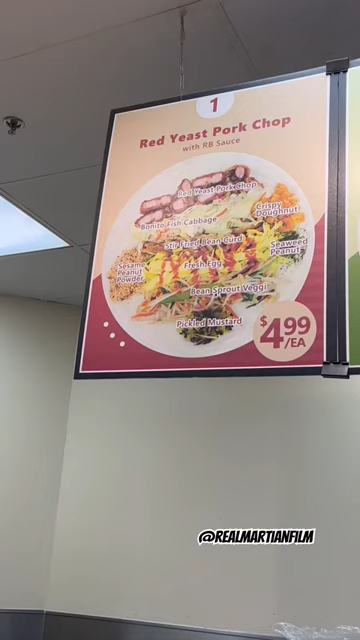 1
Red Yeast Pork Chop
with RB Sauce
Red Yeast Pork Chop
Crispy
Doughnut
Bonito Fish Cabbage
Stir Fried Bean Curd
Seaweed
Peanut
Sesame
Peanut
Powder
Fresh Egg
Bean Sprout Veggi
Pickled Mustard
$4.99
/EA
@REALMARTIANFILM